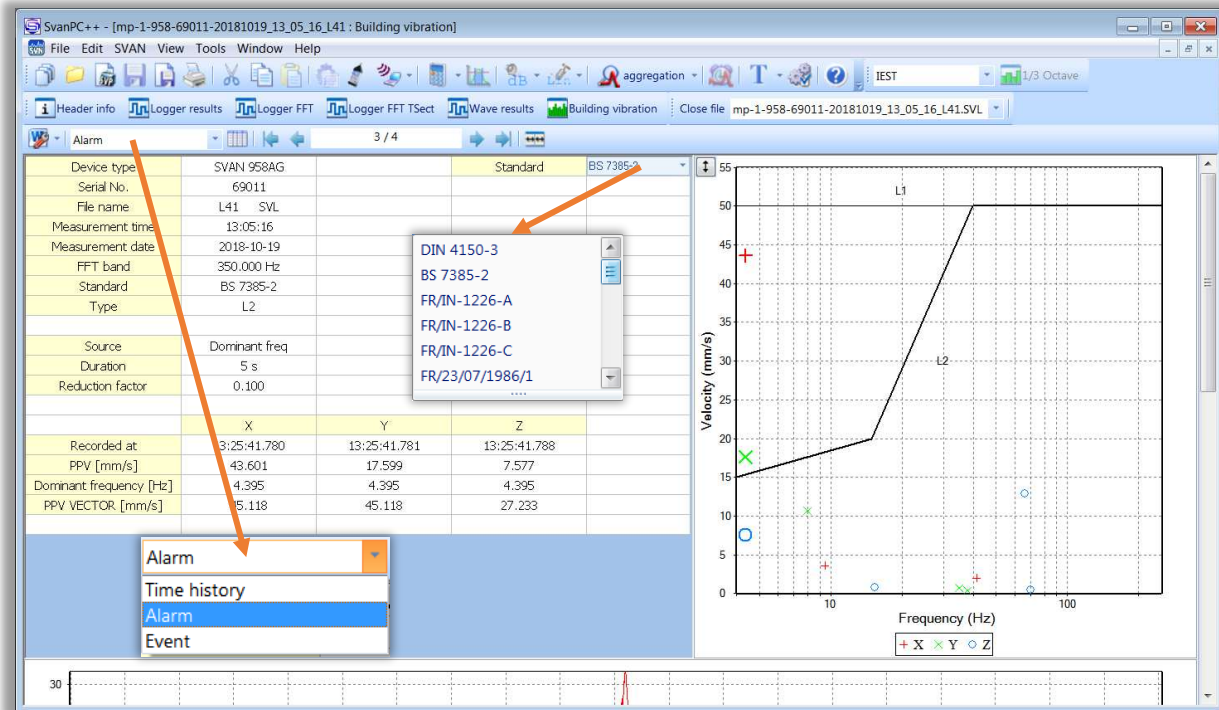 SvanPC++ - [mp-1-958-69011-20181019_13_05_16_L41 : Building vibration]
File Edit SVAN View Tools Window Help
aggregation T IEST 1/3 Octave
Header info Logger results Logger FFT Logger FFT TSect Wave results Building vibration Close file mp-1-958-69011-20181019_13_05_16_L41.SVL
Alarm 3 / 4
Device type SVAN 958AG Standard BS 7385-2
Serial No. 69011
File name L41 SVL
Measurement time 13:05:16
Measurement date 2018-10-19
FFT band 350.000 Hz
Standard BS 7385-2
Type L2
Source Dominant freq
Duration 5 s
Reduction factor 0.100
X Y Z
Recorded at 3:25:41.780 13:25:41.781 13:25:41.788
PPV [mm/s] 43.601 17.599 7.577
Dominant frequency [Hz] 4.395 4.395 4.395
PPV VECTOR [mm/s] 5.118 45.118 27.233
DIN 4150-3
BS 7385-2
FR/IN-1226-A
FR/IN-1226-B
FR/IN-1226-C
FR/23/07/1986/1
Alarm
Time history
Alarm
Event
55
50
45
40
35
30
25
20
15
10
5
0
L1
L2
Velocity (mm/s)
10 100
Frequency (Hz)
X Y Z
30